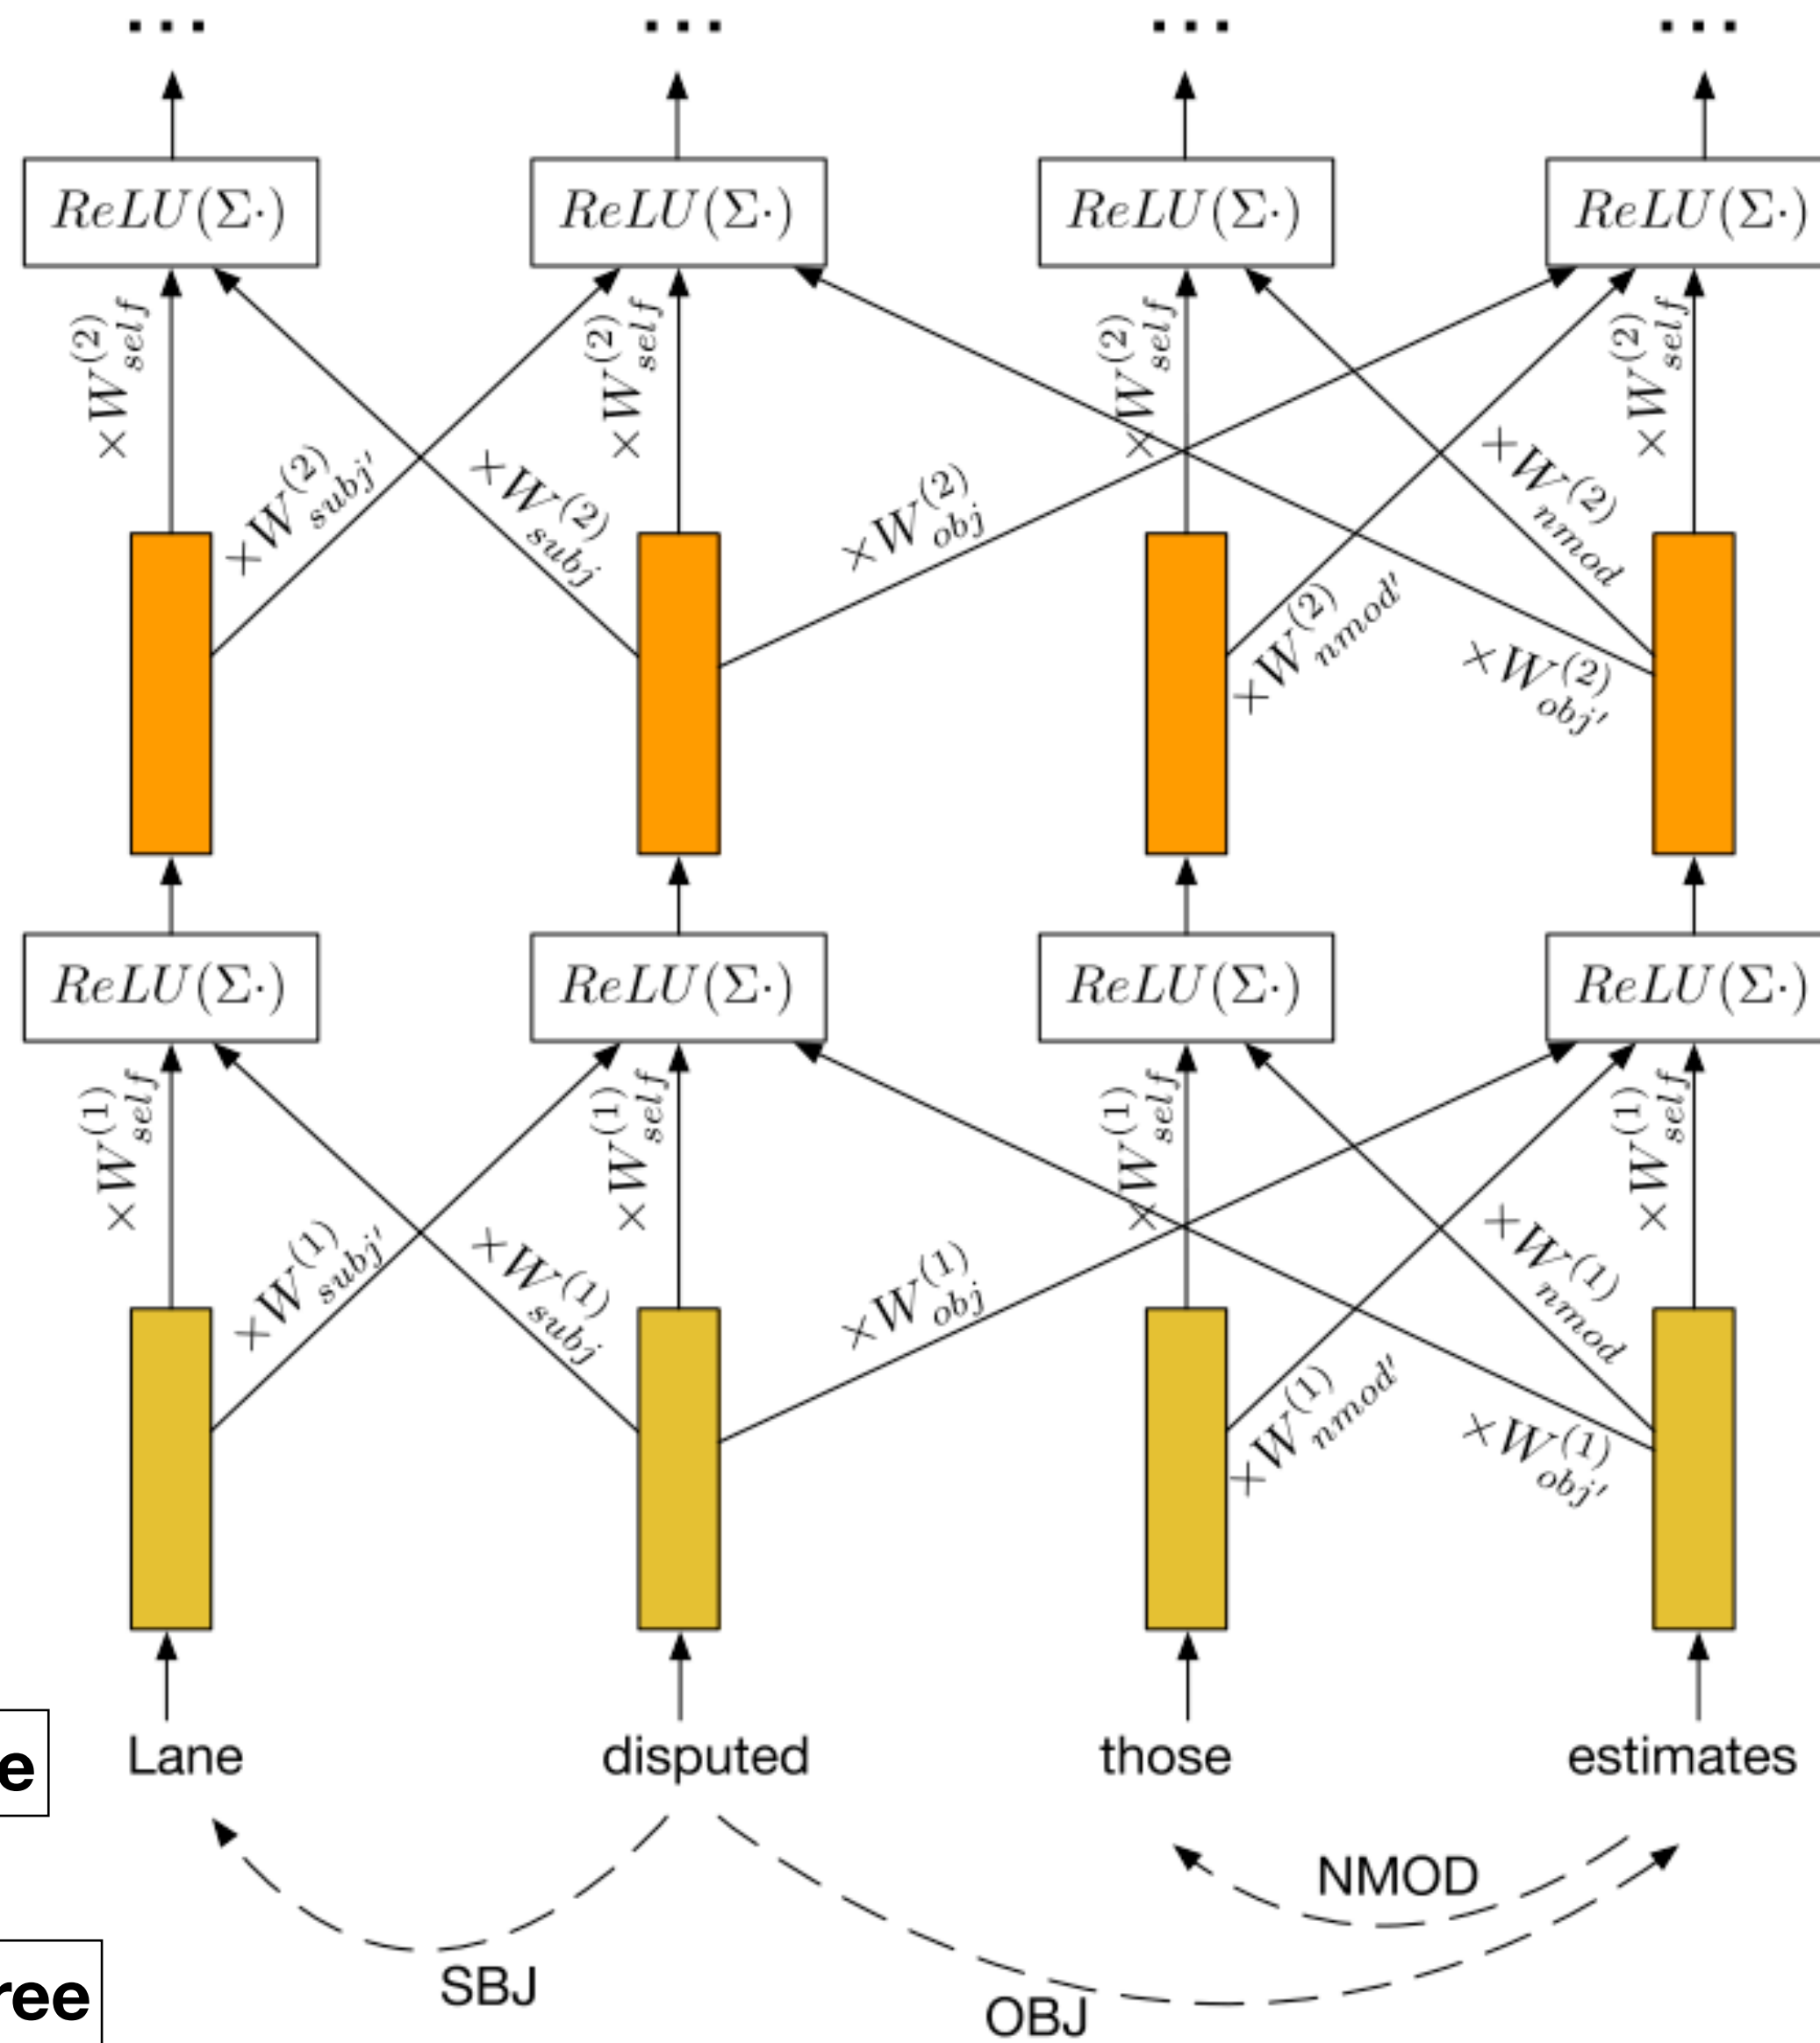 ... ... ... ...
ReLU(Σ·) ReLU(Σ·) ReLU(Σ·) ReLU(Σ·)
×W^{(2)}_{self} ×W^{(2)}_{self} ×W^{(2)}_{self} ×W^{(2)}_{self}
×W^{(2)}_{subj'} ×W^{(2)}_{subj} ×W^{(2)}_{obj} ×W^{(2)}_{nmod}
×W^{(2)}_{nmod'} ×W^{(2)}_{obj'}
ReLU(Σ·) ReLU(Σ·) ReLU(Σ·) ReLU(Σ·)
×W^{(1)}_{self} ×W^{(1)}_{self} ×W^{(1)}_{self} ×W^{(1)}_{self}
×W^{(1)}_{subj'} ×W^{(1)}_{subj} ×W^{(1)}_{obj} ×W^{(1)}_{nmod}
×W^{(1)}_{nmod'} ×W^{(1)}_{obj'}
e Lane disputed those estimates
NMOD
ree SBJ OBJ